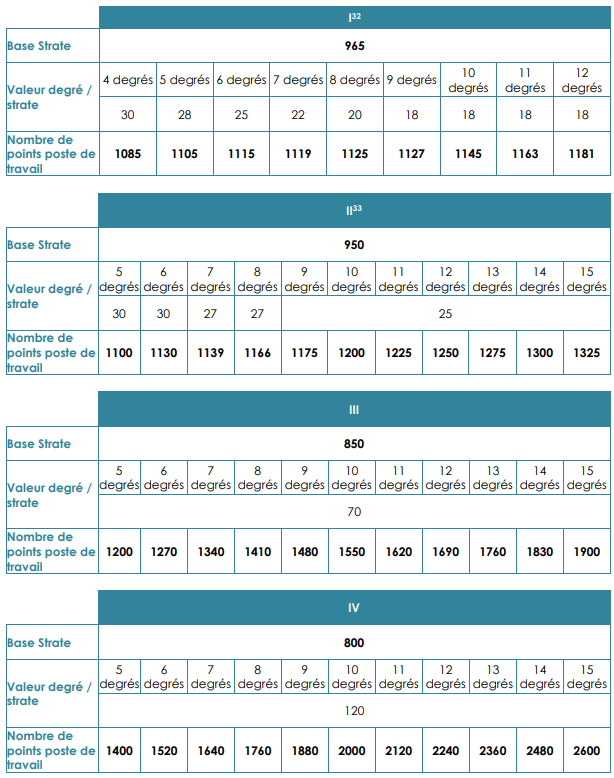 I32
Base Strate 965
Valeur degré / strate 4 degrés 5 degrés 6 degrés 7 degrés 8 degrés 9 degrés 10 degrés 11 degrés 12 degrés
30 28 25 22 20 18 18 18 18
Nombre de points poste de travail 1085 1105 1115 1119 1125 1127 1145 1163 1181
II33
Base Strate 950
Valeur degré / strate 5 degrés 6 degrés 7 degrés 8 degrés 9 degrés 10 degrés 11 degrés 12 degrés 13 degrés 14 degrés 15 degrés
30 30 27 27 25
Nombre de points poste de travail 1100 1130 1139 1166 1175 1200 1225 1250 1275 1300 1325
III
Base Strate 850
Valeur degré / strate 5 degrés 6 degrés 7 degrés 8 degrés 9 degrés 10 degrés 11 degrés 12 degrés 13 degrés 14 degrés 15 degrés
70
Nombre de points poste de travail 1200 1270 1340 1410 1480 1550 1620 1690 1760 1830 1900
IV
Base Strate 800
Valeur degré / strate 5 degrés 6 degrés 7 degrés 8 degrés 9 degrés 10 degrés 11 degrés 12 degrés 13 degrés 14 degrés 15 degrés
120
Nombre de points poste de travail 1400 1520 1640 1760 1880 2000 2120 2240 2360 2480 2600